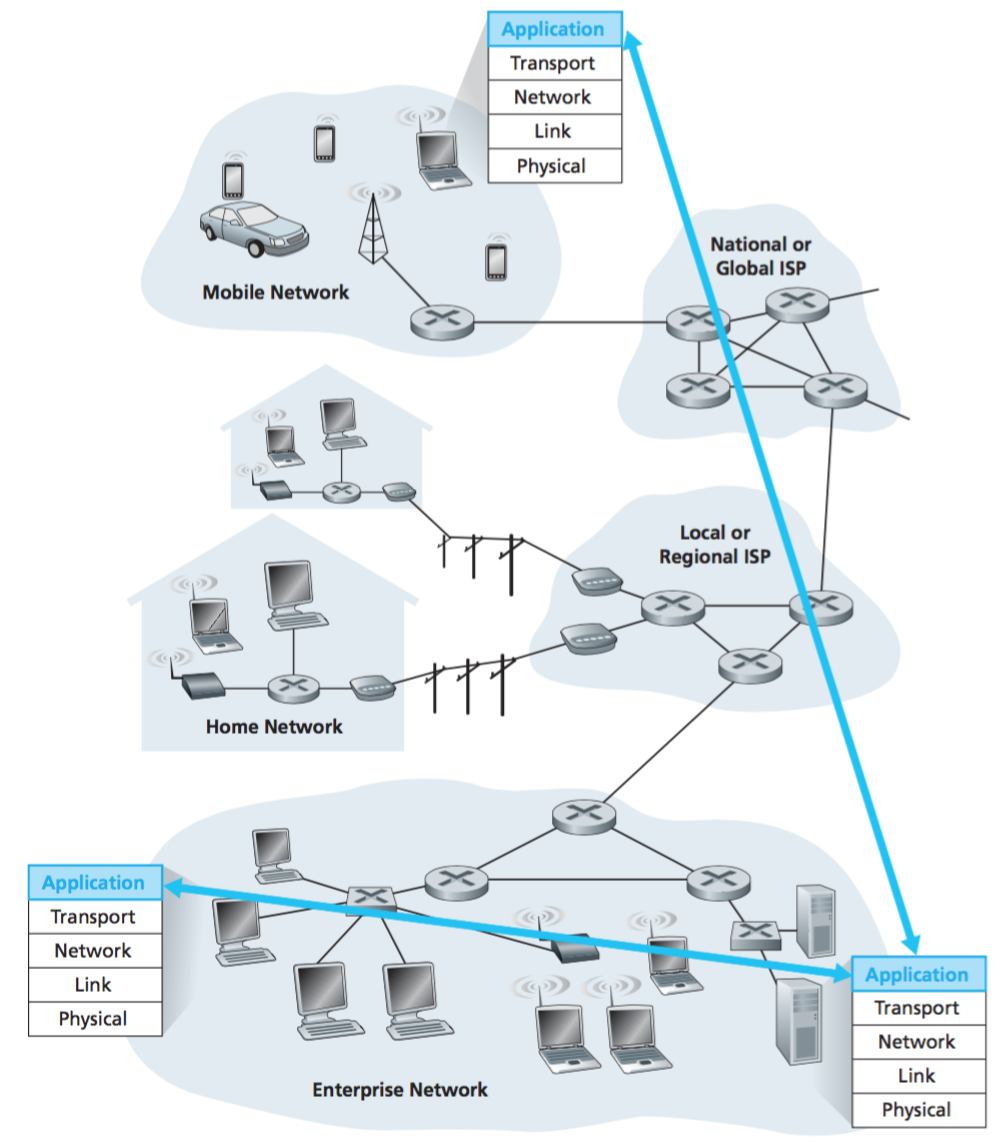 Application
Transport
Network
Link
Physical
National or
Global ISP
Mobile Network
Local or
Regional ISP
Home Network
Application
Transport
Network
Link
Physical
Application
Transport
Network
Link
Physical
Enterprise Network